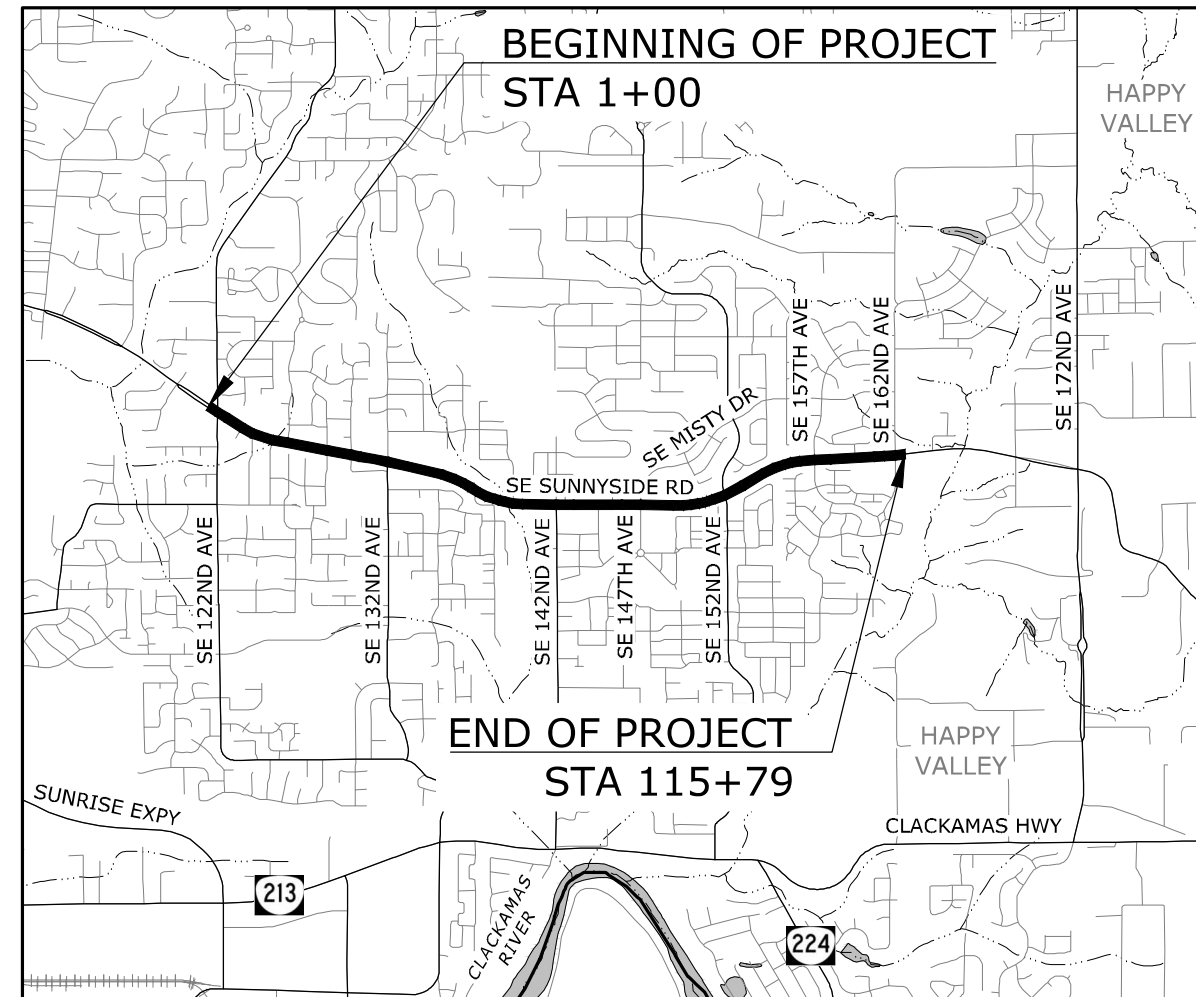 BEGINNING OF PROJECT
STA 1+00
HAPPY
VALLEY
SE 157TH AVE
SE 162ND AVE
SE 172ND AVE
SE MISTY DR
SE SUNNYSIDE RD
SE 122ND AVE
SE 132ND AVE
SE 142ND AVE
SE 147TH AVE
SE 152ND AVE
END OF PROJECT
STA 115+79
HAPPY
VALLEY
SUNRISE EXPY
CLACKAMAS HWY
213
CLACKAMAS
RIVER
224